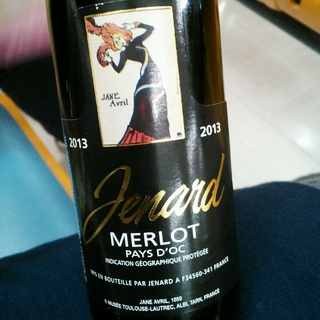 JANE
Avril
2013
2013
Jenard
MERLOT
PAYS D'OC
INDICATION GÉOGRAPHIQUE PROTÉGÉE
MIS EN BOUTEILLE PAR JENARD A F34560-341 FRANCE
JANE AVRIL, 1899
© MUSÉE TOULOUSE-LAUTREC, ALBI, TARN, FRANCE